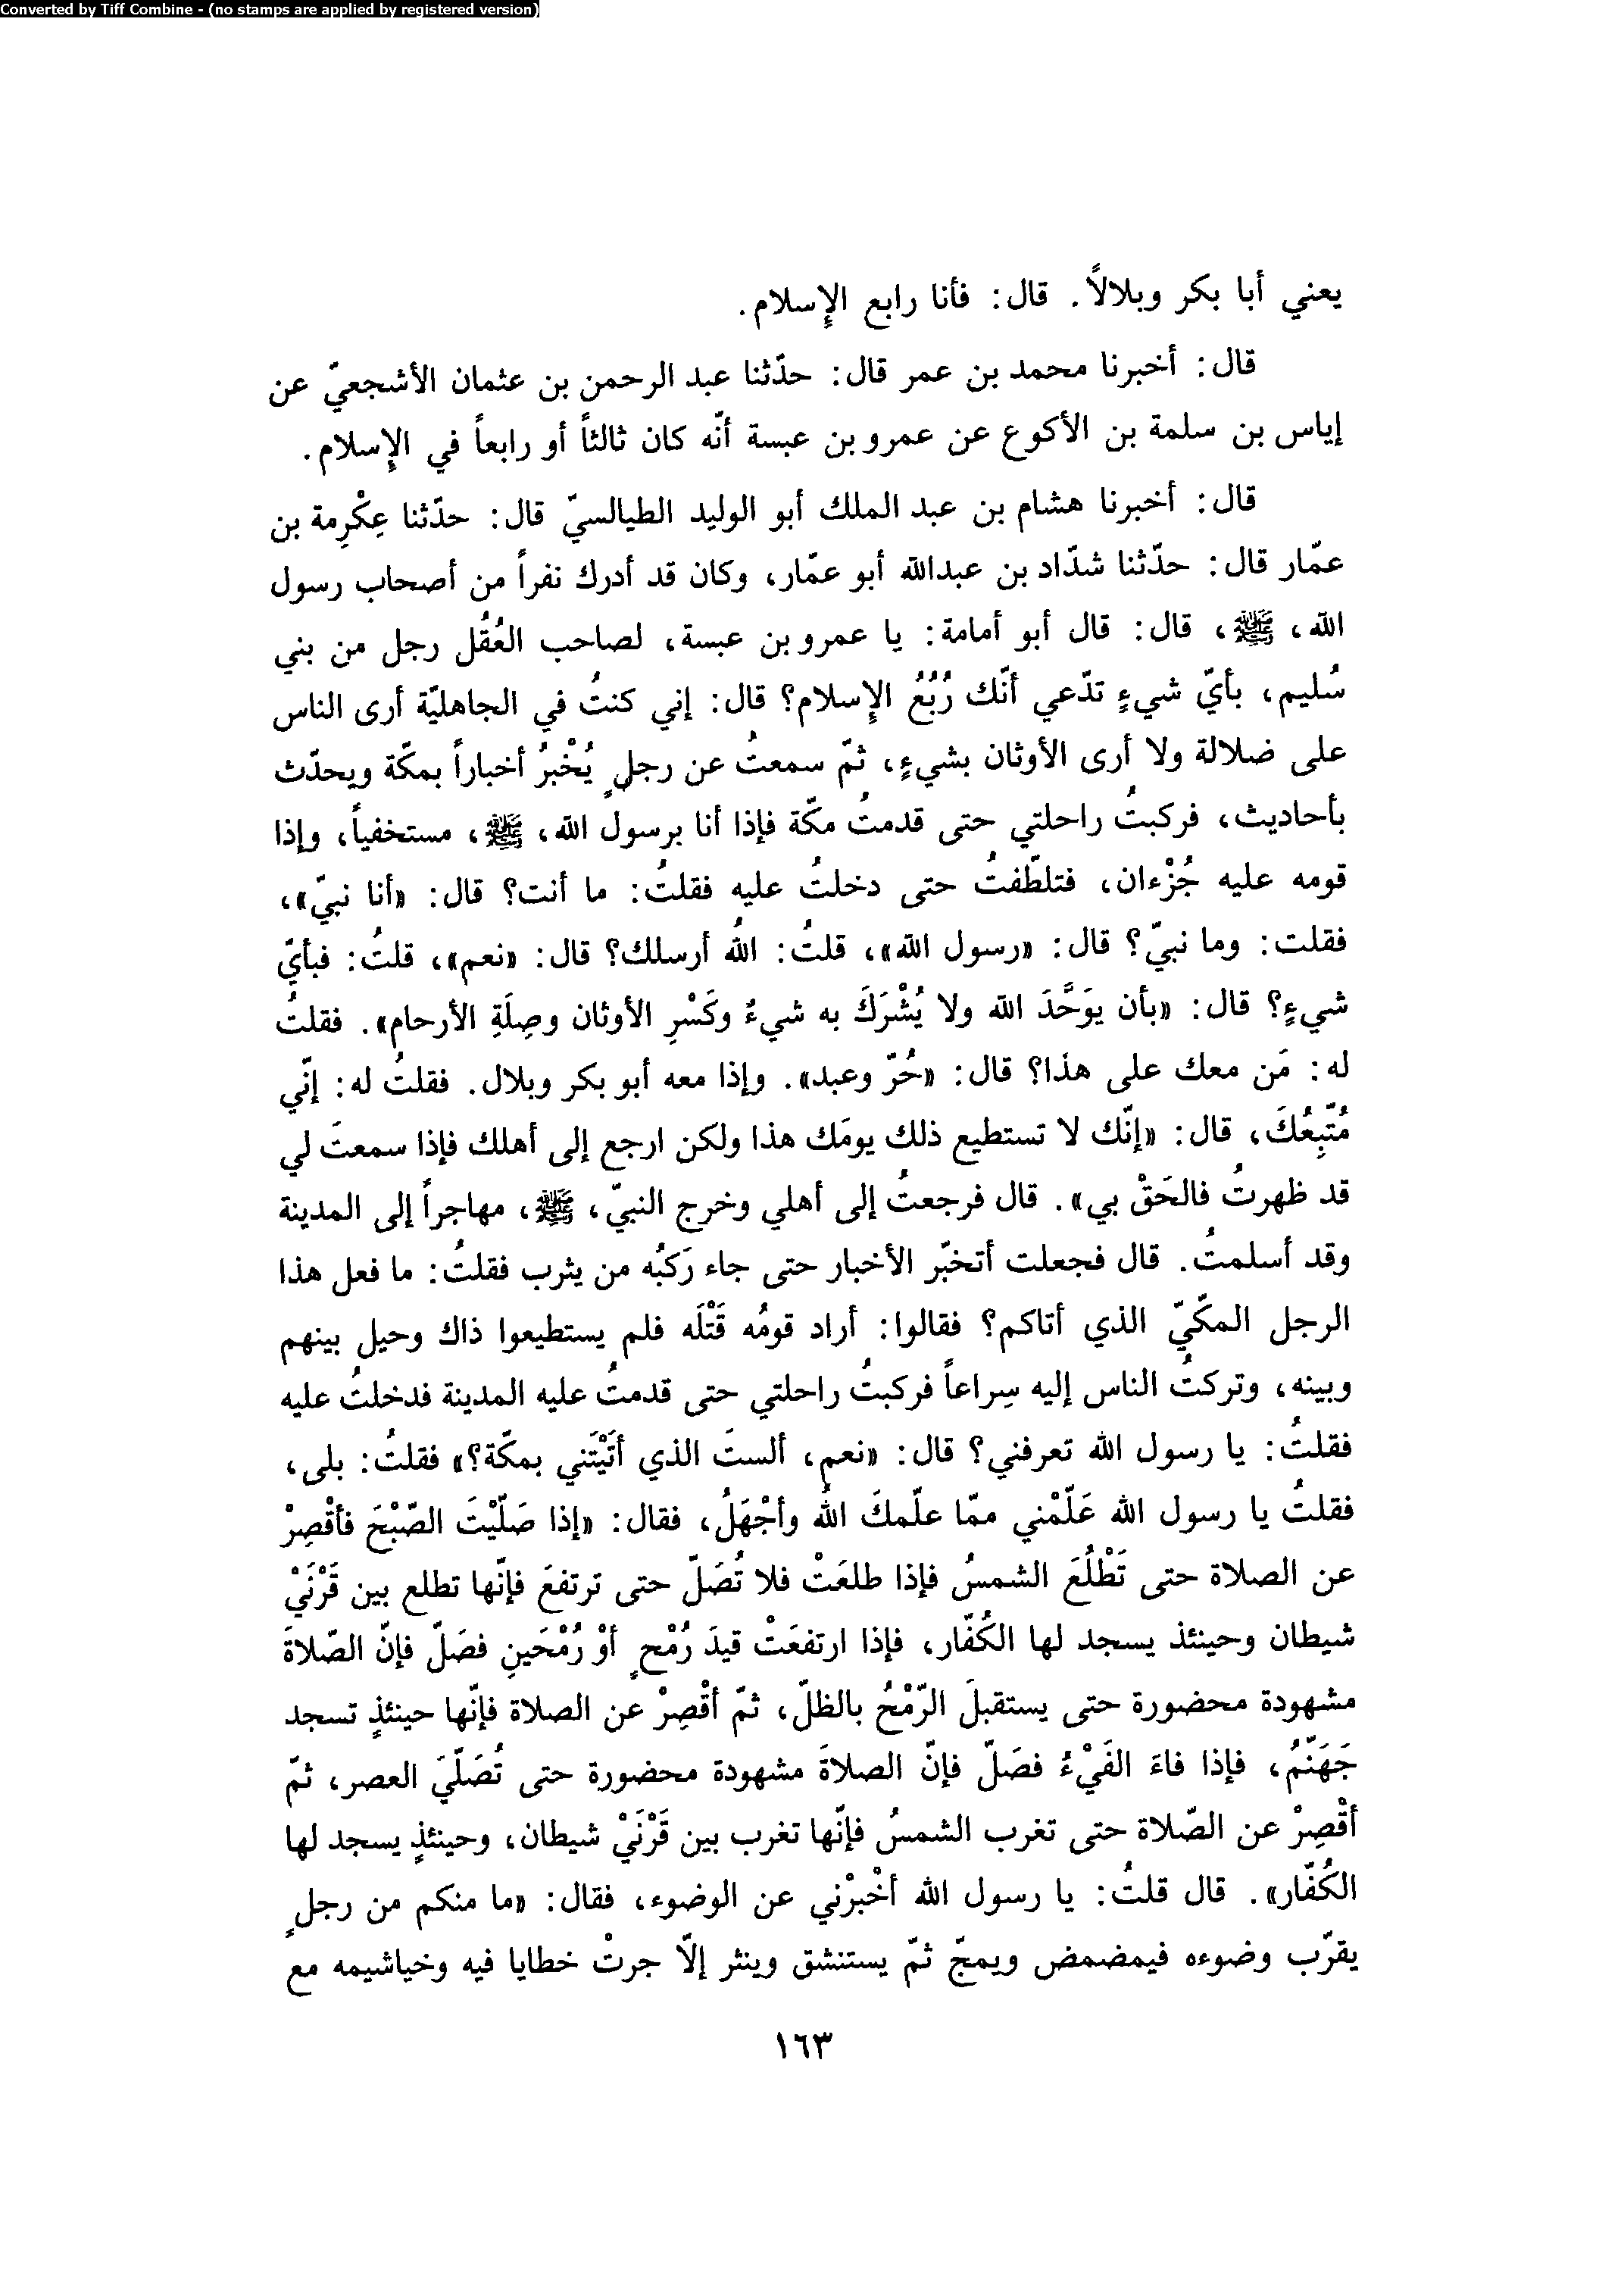 Converted by Tiff Combine - (no stamps are applied by registered version)
يعني أبا بكر وبلالاً. قال: فأنا رابع الإسلام.
قال: أخبرنا محمد بن عمر قال: حدّثنا عبد الرحمن بن عثمان الأشجعيّ عن
إياس بن سلمة بن الأكوع عن عمرو بن عبسة أنّه كان ثالثاً أو رابعاً في الإسلام.
قال: أخبرنا هشام بن عبد الملك أبو الوليد الطيالسيّ قال: حدّثنا عِكْرِمة بن
عمّار قال: حدّثنا شدّاد بن عبدالله أبو عمّار، وكان قد أدرك نفراً من أصحاب رسول
الله، ﷺ، قال: قال أبو أمامة: يا عمرو بن عبسة، لصاحب العُقُل رجل من بني
سُليم، بأيّ شيءٍ تدّعي أنّك رُبُعُ الإسلام؟ قال: إني كنتُ في الجاهليّة أرى الناس
على ضلالة ولا أرى الأوثان بشيءٍ، ثمّ سمعتُ عن رجلٍ يُخْبرُ أخباراً بمكّة ويحدّث
بأحاديث، فركبتُ راحلتي حتى قدمتُ مكّة فإذا أنا برسول الله، ﷺ، مستخفياً، وإذا
قومه عليه جُزْءان، فتلطّفتُ حتى دخلتُ عليه فقلتُ: ما أنت؟ قال: «أنا نبيّ»،
فقلت: وما نبيّ؟ قال: «رسول الله»، قلتُ: اللهُ أرسلك؟ قال: «نعم»، قلتُ: فبأيّ
شيءٍ؟ قال: «بأن يوَحَّدَ الله ولا يُشْرَكَ به شيءٌ وكَسْرِ الأوثان وصِلَةِ الأرحام». فقلتُ
له: مَن معك على هذا؟ قال: «حُرّ وعبد». وإذا معه أبو بكر وبلال. فقلتُ له: إنّي
مُتّبِعُكَ، قال: «إنّك لا تستطيع ذلك يومَك هذا ولكن ارجع إلى أهلك فإذا سمعتَ لي
قد ظهرتُ فالحَقْ بي». قال فرجعتُ إلى أهلي وخرج النبيّ، ﷺ، مهاجراً إلى المدينة
وقد أسلمتُ. قال فجعلت أتخبّر الأخبار حتى جاء رَكبُه من يثرب فقلتُ: ما فعل هذا
الرجل المكّيّ الذي أتاكم؟ فقالوا: أراد قومُه قَتْلَه فلم يستطيعوا ذاك وحيل بينهم
وبينه، وتركتُ الناس إليه سِراعاً فركبتُ راحلتي حتى قدمتُ عليه المدينة فدخلتُ عليه
فقلتُ: يا رسول الله تعرفني؟ قال: «نعم، ألستَ الذي أتَيْتَني بمكّة؟» فقلتُ: بلى،
فقلتُ يا رسول الله عَلّمْني ممّا علّمكَ اللهُ وأجْهَلُ، فقال: «إذا صَلّيْتَ الصّبْحَ فأقْصِرْ
عن الصلاة حتى تَطْلُعَ الشمسُ فإذا طلعَتْ فلا تُصَلّ حتى ترتفعَ فإنّها تطلع بين قَرْنَيْ
شيطان وحينئذ يسجد لها الكُفّار، فإذا ارتفعَتْ قيدَ رُمْحٍ أوْ رُمْحَينِ فصَلّ فإنّ الصّلاةَ
مشهودة محضورة حتى يستقبلَ الرّمْحُ بالظلّ، ثمّ أقْصِرْ عن الصلاة فإنّها حينئذٍ تسجد
جَهَنّمُ، فإذا فاءَ الفَيْءُ فصَلّ فإنّ الصلاةَ مشهودة محضورة حتى تُصَلّيَ العصر، ثمّ
أقْصِرْ عن الصّلاة حتى تغرب الشمسُ فإنّها تغرب بين قَرْنَيْ شيطان، وحينئذٍ يسجد لها
الكُفّار». قال قلتُ: يا رسول الله أخْبرْني عن الوضوء، فقال: «ما منكم من رجلٍ
يقرّب وضوءه فيمضمض ويمجّ ثمّ يستنشق وينثر إلاّ جرتْ خطايا فيه وخياشيمه مع
١٦٣